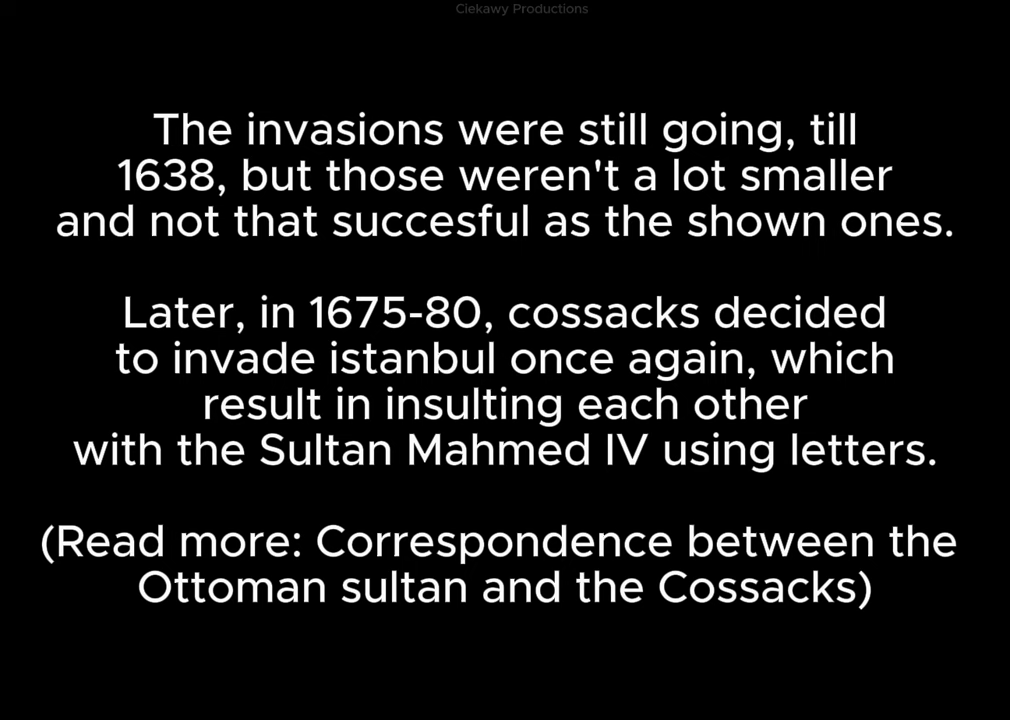 Ciekawy Productions
The invasions were still going, till
1638, but those weren't a lot smaller
and not that succesful as the shown ones.
Later, in 1675-80, cossacks decided
to invade istanbul once again, which
result in insulting each other
with the Sultan Mahmed IV using letters.
(Read more: Correspondence between the
Ottoman sultan and the Cossacks)